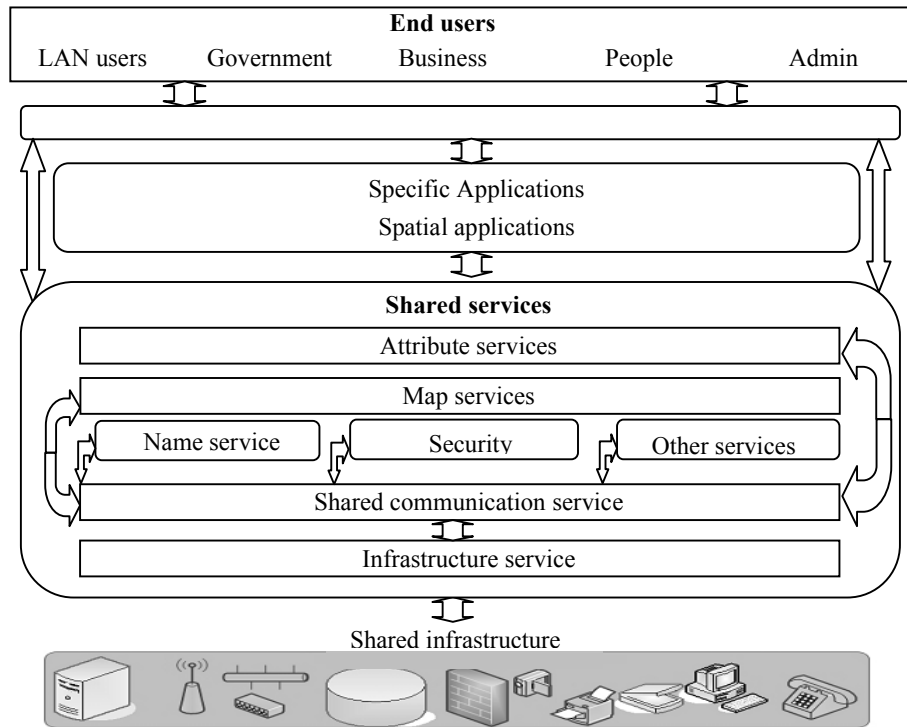 End users
LAN users Government Business People Admin
Specific Applications
Spatial applications
Shared services
Attribute services
Map services
Name service Security Other services
Shared communication service
Infrastructure service
Shared infrastructure